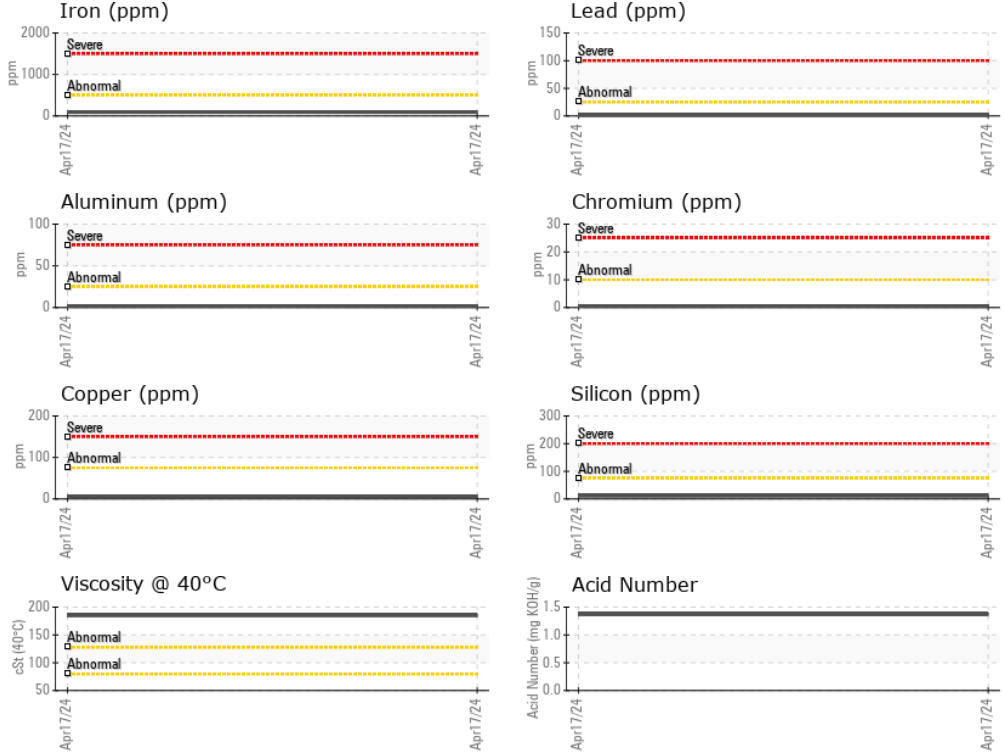 Iron (ppm)
2000
1000
0
ppm
Severe
Abnormal
Apr17/24
Apr17/24
Lead (ppm)
150
100
50
0
ppm
Severe
Abnormal
Apr17/24
Apr17/24
Aluminum (ppm)
100
50
0
ppm
Severe
Abnormal
Apr17/24
Apr17/24
Chromium (ppm)
30
20
10
0
ppm
Severe
Abnormal
Apr17/24
Apr17/24
Copper (ppm)
200
100
0
ppm
Severe
Abnormal
Apr17/24
Apr17/24
Silicon (ppm)
300
200
100
0
ppm
Severe
Abnormal
Apr17/24
Apr17/24
Viscosity @ 40°C
200
150
100
50
cSt (40°C)
Abnormal
Abnormal
Apr17/24
Apr17/24
Acid Number
1.5
1.0
0.5
0.0
Acid Number (mg KOH/g)
Apr17/24
Apr17/24